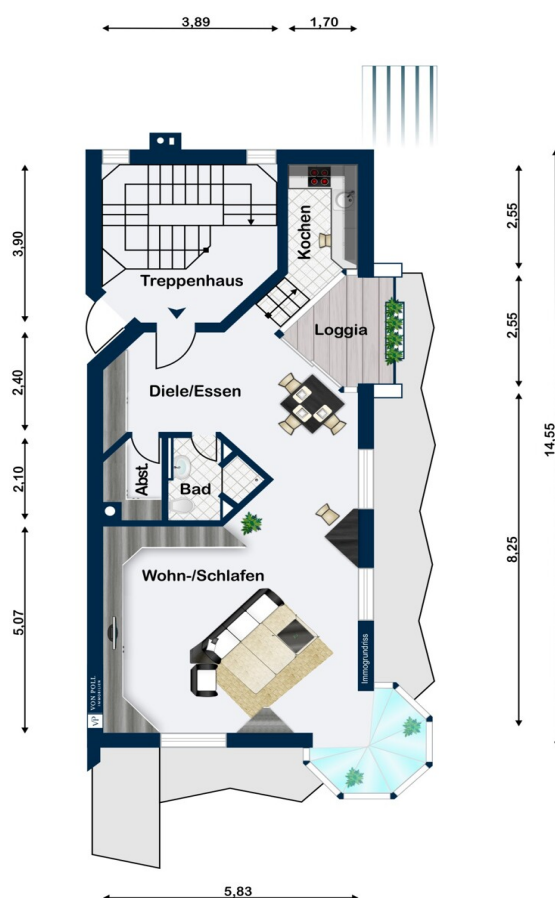 3,89
1,70
3,90
2,40
2,10
5,07
Kochen
Treppenhaus
Loggia
Diele/Essen
Abst.
Bad
Wohn-/Schlafen
Immogrundriss
VON POLL
IMMOBILIEN
VP
2,55
2,55
8,25
14,55
5,83